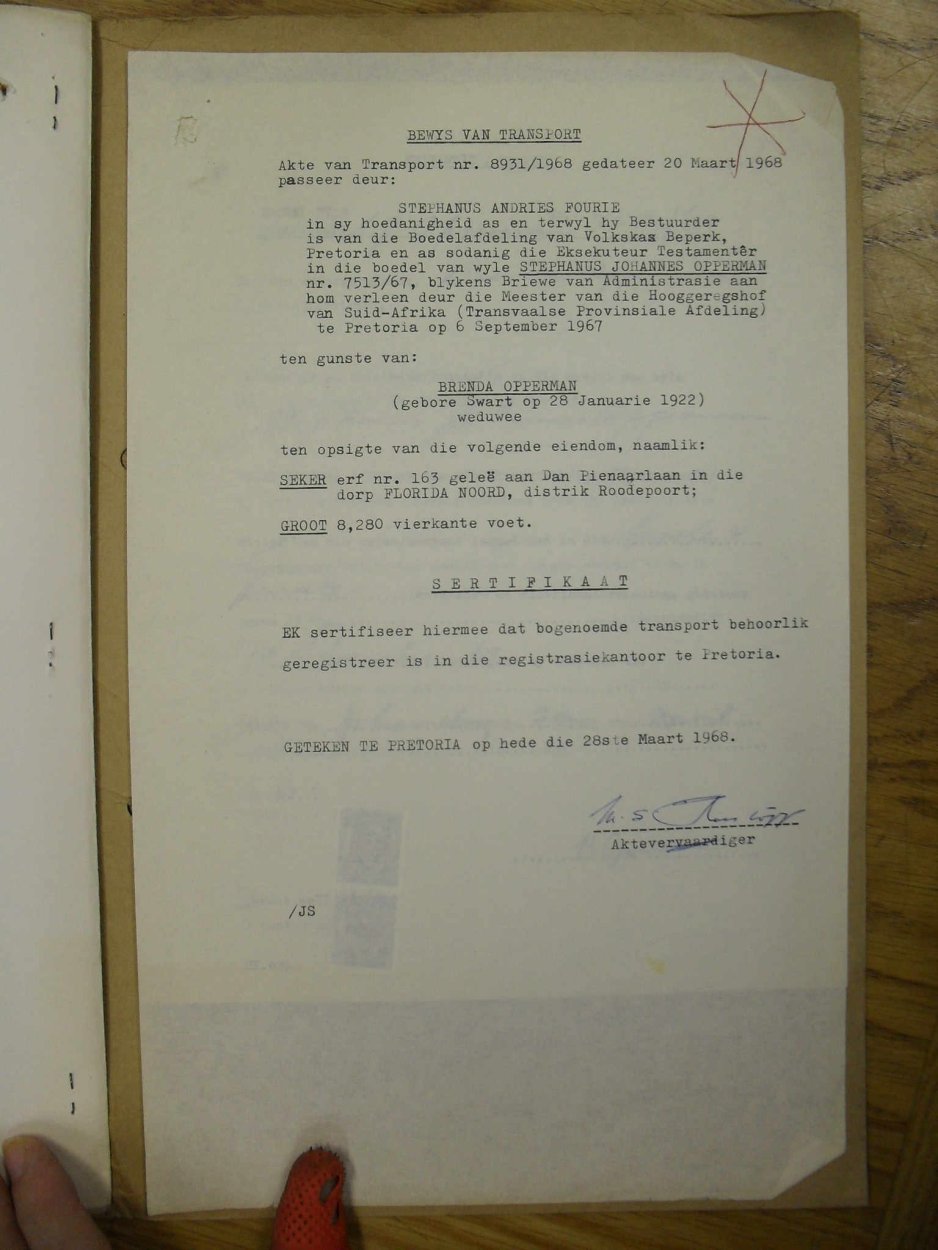 BEWYS VAN TRANSPORT
Akte van Transport nr. 8931/1968 gedateer 20 Maart 1968
passeer deur:
STEPHANUS ANDRIES FOURIE
in sy hoedanigheid as en terwyl hy Bestuurder
is van die Boedelafdeling van Volkskas Beperk,
Pretoria en as sodanig die Eksekuteur Testamentêr
in die boedel van wyle STEPHANUS JOHANNES OPPERMAN
nr. 7513/67, blykens Briewe van Administrasie aan
hom verleen deur die Meester van die Hooggeregshof
van Suid-Afrika (Transvaalse Provinsiale Afdeling)
te Pretoria op 6 September 1967
ten gunste van:
BRENDA OPPERMAN
(gebore Swart op 28 Januarie 1922)
weduwee
ten opsigte van die volgende eiendom, naamlik:
SEKER erf nr. 163 geleë aan Dan Pienaarlaan in die
dorp FLORIDA NOORD, distrik Roodepoort;
GROOT 8,280 vierkante voet.
S E R T I F I K A A T
EK sertifiseer hiermee dat bogenoemde transport behoorlik
geregistreer is in die registrasiekantoor te Pretoria.
GETEKEN TE PRETORIA op hede die 28ste Maart 1968.
Aktevervaardiger
/JS